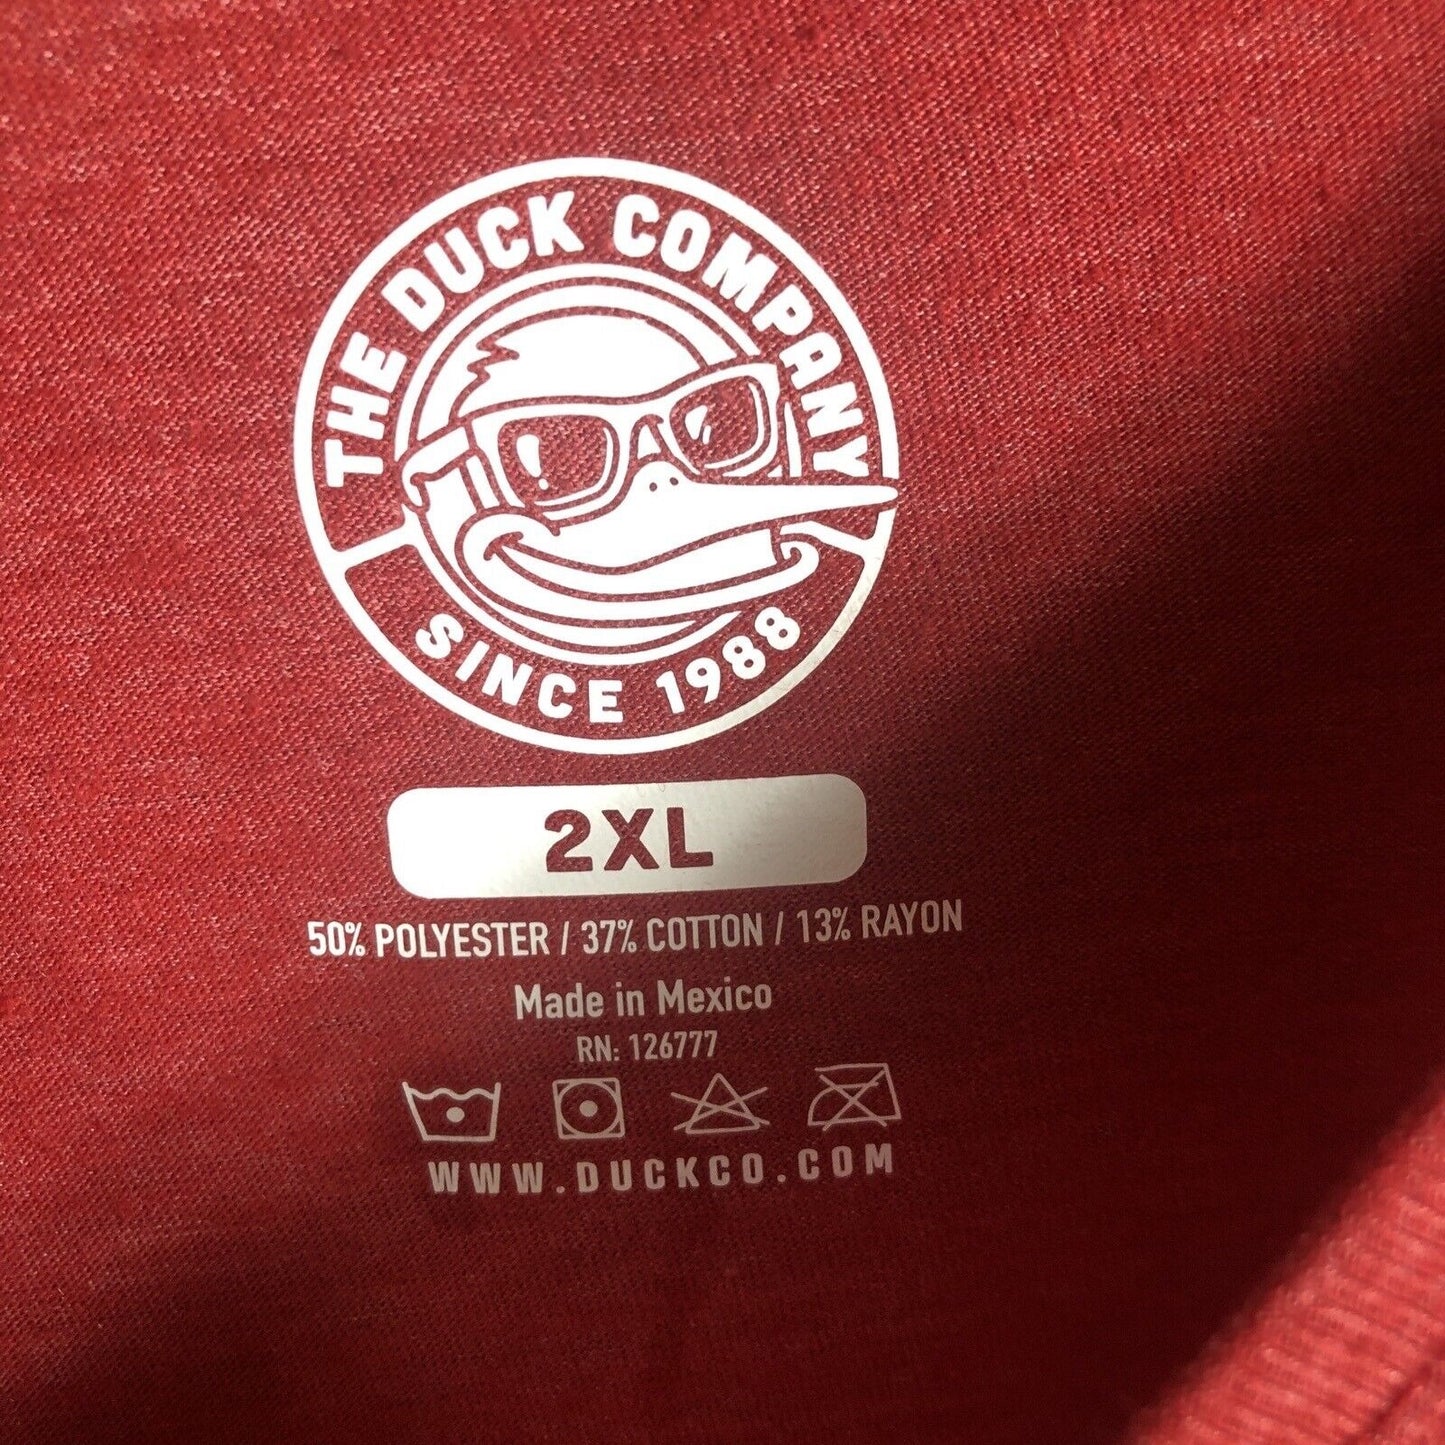 THE DUCK COMPANY
SINCE 1988
2XL
50% POLYESTER / 37% COTTON / 13% RAYON
Made in Mexico
RN: 126777
WWW.DUCKCO.COM